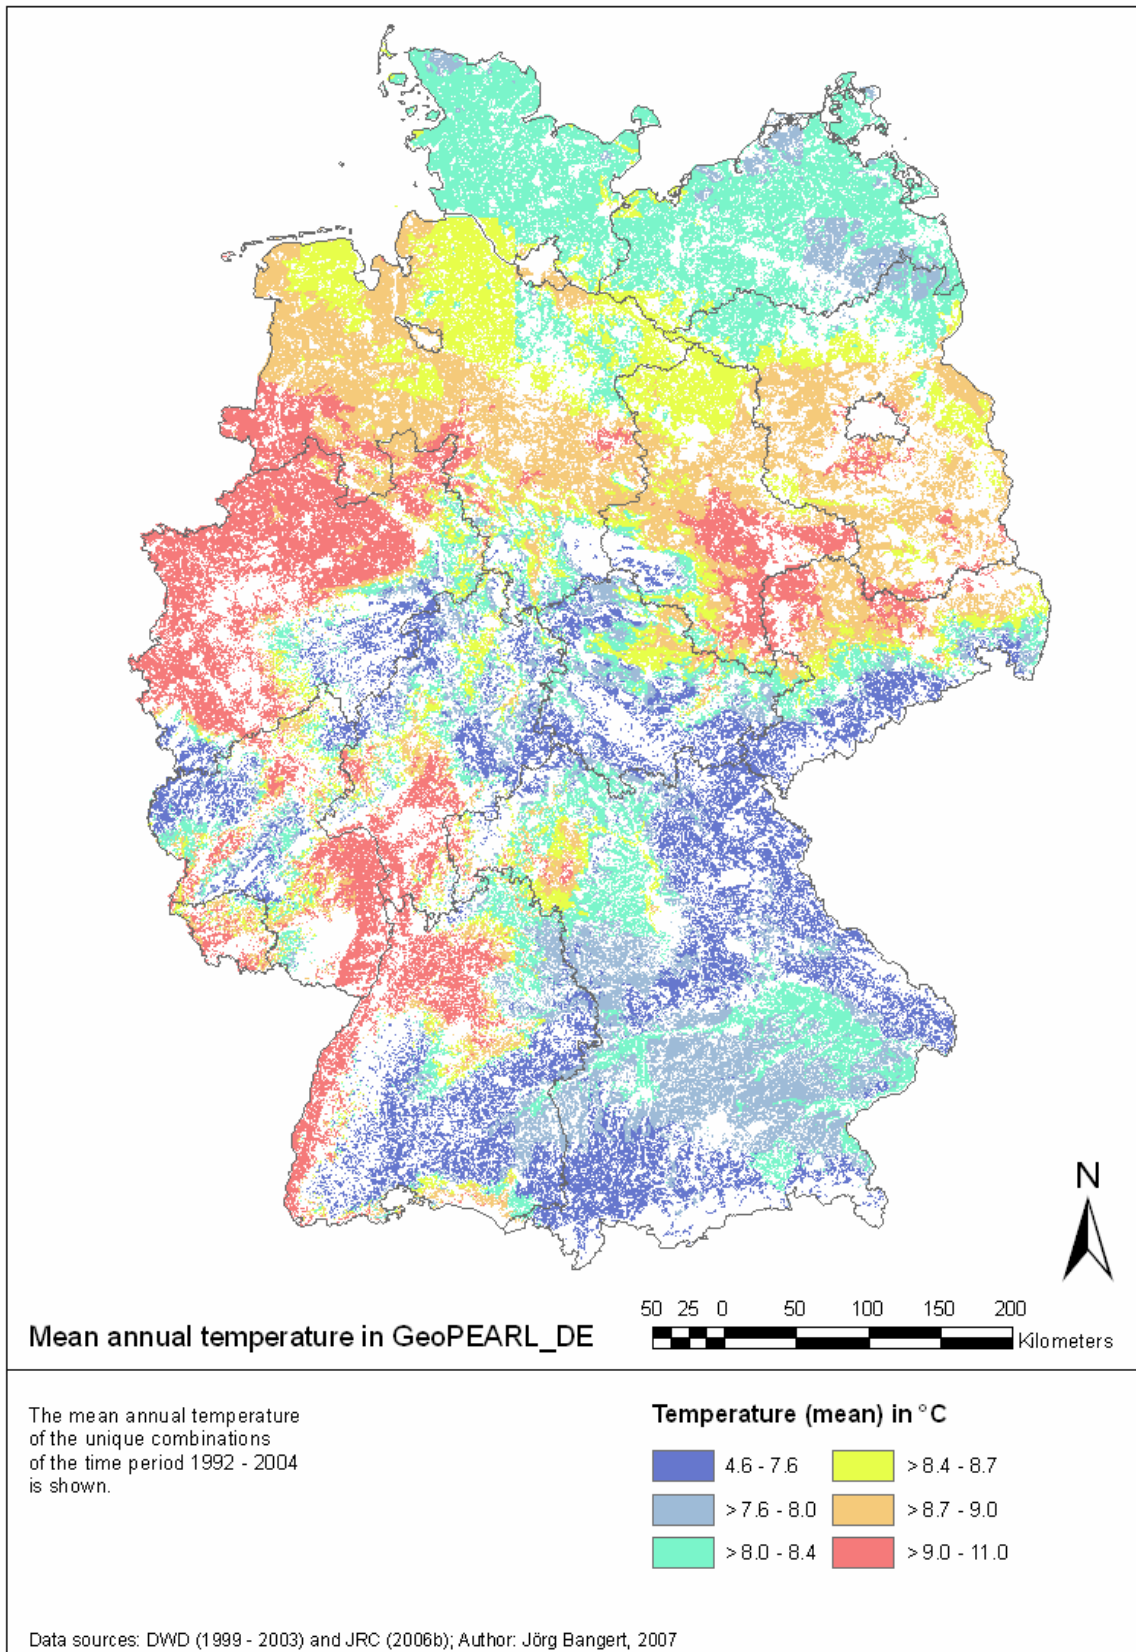 N
50 25 0 50 100 150 200
Kilometers
Mean annual temperature in GeoPEARL_DE
The mean annual temperature
of the unique combinations
of the time period 1992 - 2004
is shown.
Temperature (mean) in °C
4.6 - 7.6
>7.6 - 8.0
>8.0 - 8.4
>8.4 - 8.7
>8.7 - 9.0
>9.0 - 11.0
Data sources: DWD (1999 - 2003) and JRC (2006b); Author: Jörg Bangert, 2007